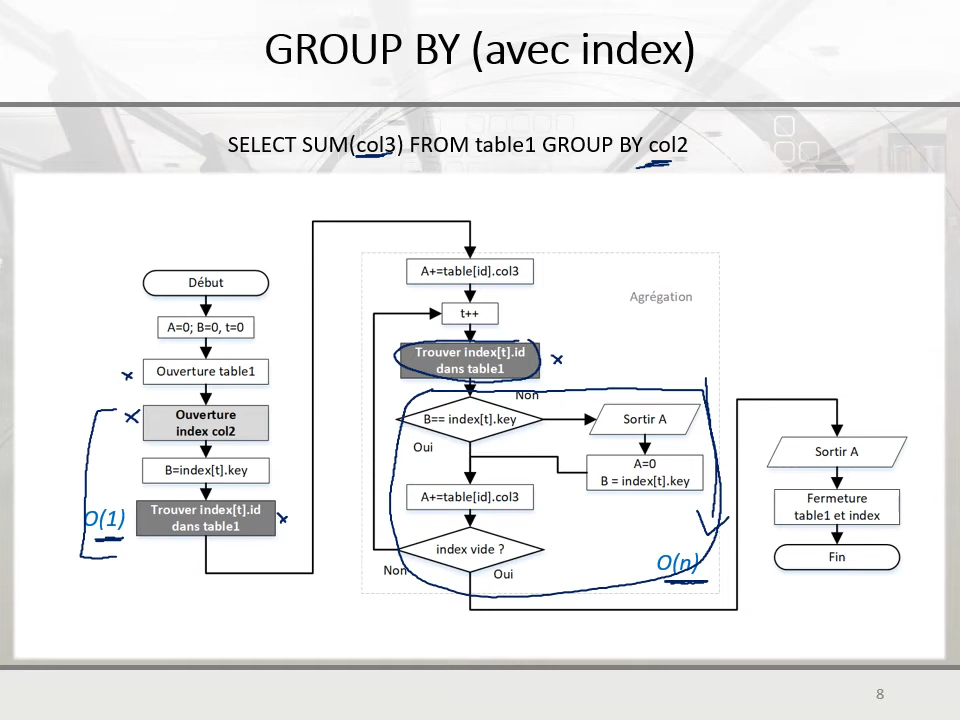 GROUP BY (avec index)
SELECT SUM(col3) FROM table1 GROUP BY col2
Début
A=0; B=0, t=0
Ouverture table1
Ouverture
index col2
B=index[t].key
Trouver index[t].id
dans table1
O(1)
A+=table[id].col3
Agrégation
t++
Trouver index[t].id
dans table1
Non
B== index[t].key
Oui
Sortir A
A=0
B = index[t].key
A+=table[id].col3
index vide ?
Non
Oui
O(n)
Sortir A
Fermeture
table1 et index
Fin
8